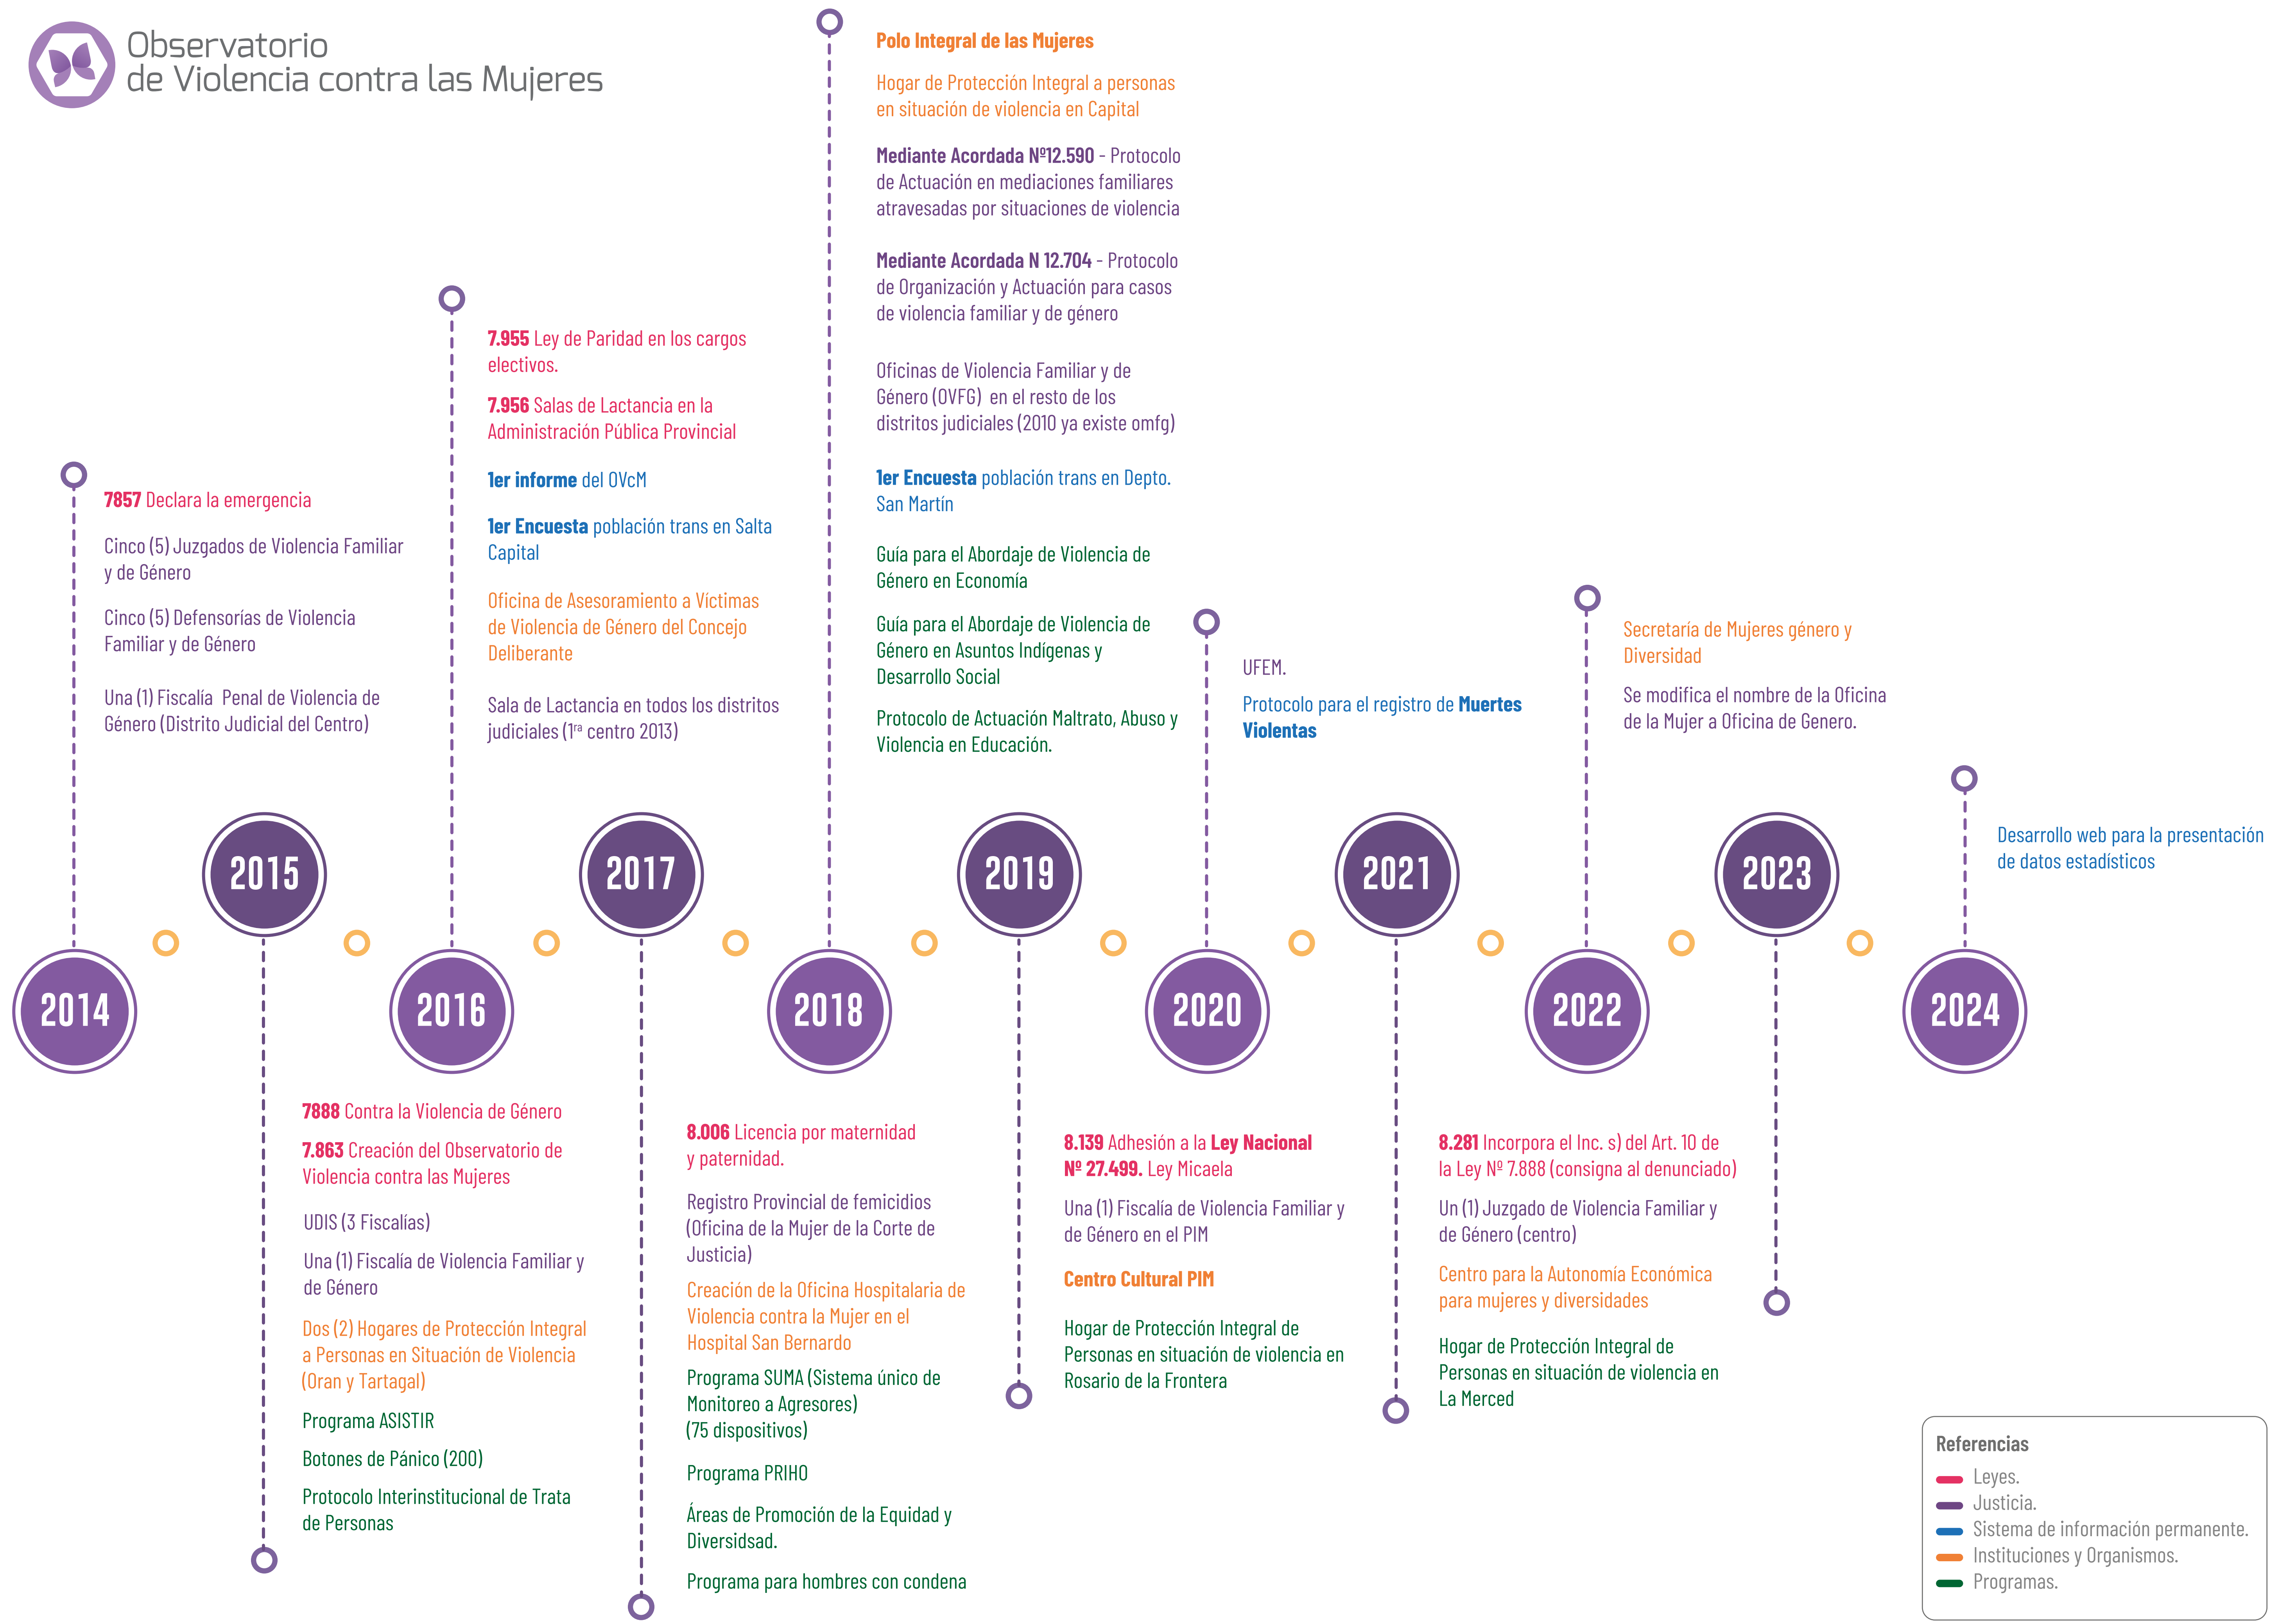 Observatorio
de Violencia contra las Mujeres
2014
7857 Declara la emergencia
Cinco (5) Juzgados de Violencia Familiar
y de Género
Cinco (5) Defensorías de Violencia
Familiar y de Género
Una (1) Fiscalía Penal de Violencia de
Género (Distrito Judicial del Centro)
2015
7888 Contra la Violencia de Género
7.863 Creación del Observatorio de
Violencia contra las Mujeres
UDIS (3 Fiscalías)
Una (1) Fiscalía de Violencia Familiar y
de Género
Dos (2) Hogares de Protección Integral
a Personas en Situación de Violencia
(Oran y Tartagal)
Programa ASISTIR
Botones de Pánico (200)
Protocolo Interinstitucional de Trata
de Personas
2016
7.955 Ley de Paridad en los cargos
electivos.
7.956 Salas de Lactancia en la
Administración Pública Provincial
1er informe del OVcM
1er Encuesta población trans en Salta
Capital
Oficina de Asesoramiento a Víctimas
de Violencia de Género del Concejo
Deliberante
Sala de Lactancia en todos los distritos
judiciales (1ra centro 2013)
2017
8.006 Licencia por maternidad
y paternidad.
Registro Provincial de femicidios
(Oficina de la Mujer de la Corte de
Justicia)
Creación de la Oficina Hospitalaria de
Violencia contra la Mujer en el
Hospital San Bernardo
Programa SUMA (Sistema único de
Monitoreo a Agresores)
(75 dispositivos)
Programa PRIHO
Áreas de Promoción de la Equidad y
Diversidsad.
Programa para hombres con condena
2018
Polo Integral de las Mujeres
Hogar de Protección Integral a personas
en situación de violencia en Capital
Mediante Acordada Nº12.590 - Protocolo
de Actuación en mediaciones familiares
atravesadas por situaciones de violencia
Mediante Acordada N 12.704 - Protocolo
de Organización y Actuación para casos
de violencia familiar y de género
Oficinas de Violencia Familiar y de
Género (OVFG) en el resto de los
distritos judiciales (2010 ya existe omfg)
1er Encuesta población trans en Depto.
San Martín
Guía para el Abordaje de Violencia de
Género en Economía
Guía para el Abordaje de Violencia de
Género en Asuntos Indígenas y
Desarrollo Social
Protocolo de Actuación Maltrato, Abuso y
Violencia en Educación.
2019
8.139 Adhesión a la Ley Nacional
Nº 27.499. Ley Micaela
Una (1) Fiscalía de Violencia Familiar y
de Género en el PIM
Centro Cultural PIM
Hogar de Protección Integral de
Personas en situación de violencia en
Rosario de la Frontera
2020
UFEM.
Protocolo para el registro de Muertes
Violentas
2021
8.281 Incorpora el Inc. s) del Art. 10 de
la Ley Nº 7.888 (consigna al denunciado)
Un (1) Juzgado de Violencia Familiar y
de Género (centro)
Centro para la Autonomía Económica
para mujeres y diversidades
Hogar de Protección Integral de
Personas en situación de violencia en
La Merced
2022
Secretaría de Mujeres género y
Diversidad
Se modifica el nombre de la Oficina
de la Mujer a Oficina de Genero.
2023
2024
Desarrollo web para la presentación
de datos estadísticos
Referencias
Leyes.
Justicia.
Sistema de información permanente.
Instituciones y Organismos.
Programas.